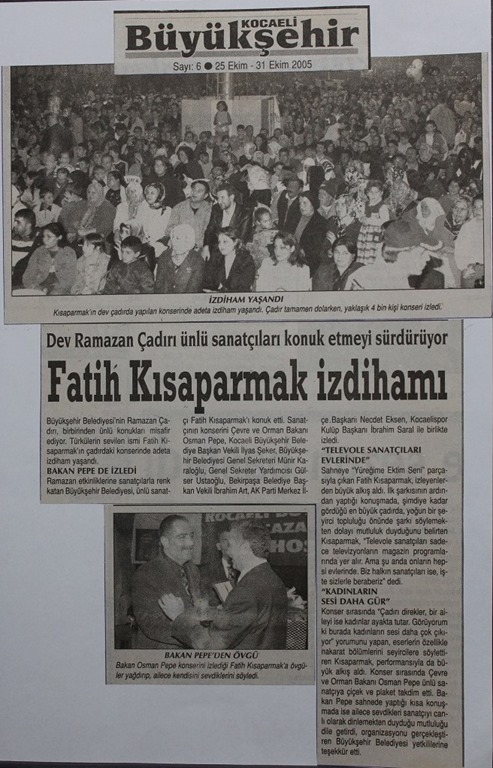 KOCAELİ
Büyükşehir
Sayı: 6 ● 25 Ekim - 31 Ekim 2005
İZDİHAM YAŞANDI
Kısaparmak'ın dev çadırda yapılan konserinde adeta izdiham yaşandı. Çadır tamamen dolarken, yaklaşık 4 bin kişi konseri izledi.
Dev Ramazan Çadırı ünlü sanatçıları konuk etmeyi sürdürüyor
Fatih Kısaparmak izdihamı
Büyükşehir Belediyesi'nin Ramazan Ça-
dırı, birbirinden ünlü konukları misafir
ediyor. Türkülerin sevilen ismi Fatih Kı-
saparmak'ın çadırdaki konserinde adeta
izdiham yaşandı.
BAKAN PEPE DE İZLEDİ
Ramazan etkinliklerine sanatçılarla renk
katan Büyükşehir Belediyesi, ünlü sanat-
çı Fatih Kısaparmak'ı konuk etti. Sanat-
çının konserini Çevre ve Orman Bakanı
Osman Pepe, Kocaeli Büyükşehir Beledi-
ye Başkan Vekili İlyas Şeker, Büyükşe-
hir Belediyesi Genel Sekreteri Münir Ka-
raloğlu, Genel Sekreter Yardımcısı Gül-
ser Ustaoğlu, Bekirpaşa Belediye Baş-
kan Vekili İbrahim Art, AK Parti Merkez İl-
çe Başkanı Necdet Eksen, Kocaelispor
Kulüp Başkanı İbrahim Saral ile birlikte
izledi.
"TELEVOLE SANATÇILARI
EVLERİNDE"
Sahneye "Yüreğime Ektim Seni" parça-
sıyla çıkan Fatih Kısaparmak, izleyenler-
den büyük alkış aldı. İlk şarkısının ardın-
dan yaptığı konuşmada, şimdiye kadar
gördüğü en büyük çadırda, yoğun bir se-
yirci topluluğu önünde şarkı söylemek-
ten dolayı mutluluk duyduğunu belirten
Kısaparmak, "Televole sanatçıları sade-
ce televizyonların magazin programla-
rında yer alır. Ama şu anda onların hep-
si evlerinde. Biz halkın sanatçıları ise, iş-
te sizlerle beraberiz" dedi.
"KADINLARIN
SESİ DAHA GÜR"
Konser sırasında "Çadırı direkler, bir ai-
leyi ise kadınlar ayakta tutar. Görüyorum
ki burada kadınların sesi daha çok çıkı-
yor" yorumunu yapan, eserlerin özellikle
nakarat bölümlerini seyircilere söylett-
iren Kısaparmak, performansıyla da bü-
yük alkış aldı. Konser sırasında Çevre
ve Orman Bakanı Osman Pepe ünlü sa-
natçıya çiçek ve plaket takdim etti. Ba-
kan Pepe sahnede yaptığı kısa konuş-
mada ise ailece sevdikleri sanatçıyı can-
lı olarak dinlemekten duyduğu mutluluğu
dile getirdi, organizasyonu gerçekleşti-
ren Büyükşehir Belediyesi yetkililerine
teşekkür etti.
KOCAELİ
BAKAN PEPE'DEN ÖVGÜ
Bakan Osman Pepe konserini izlediği Fatih Kısaparmak'a övgü-
ler yağdırıp, ailece kendisini sevdiklerini söyledi.